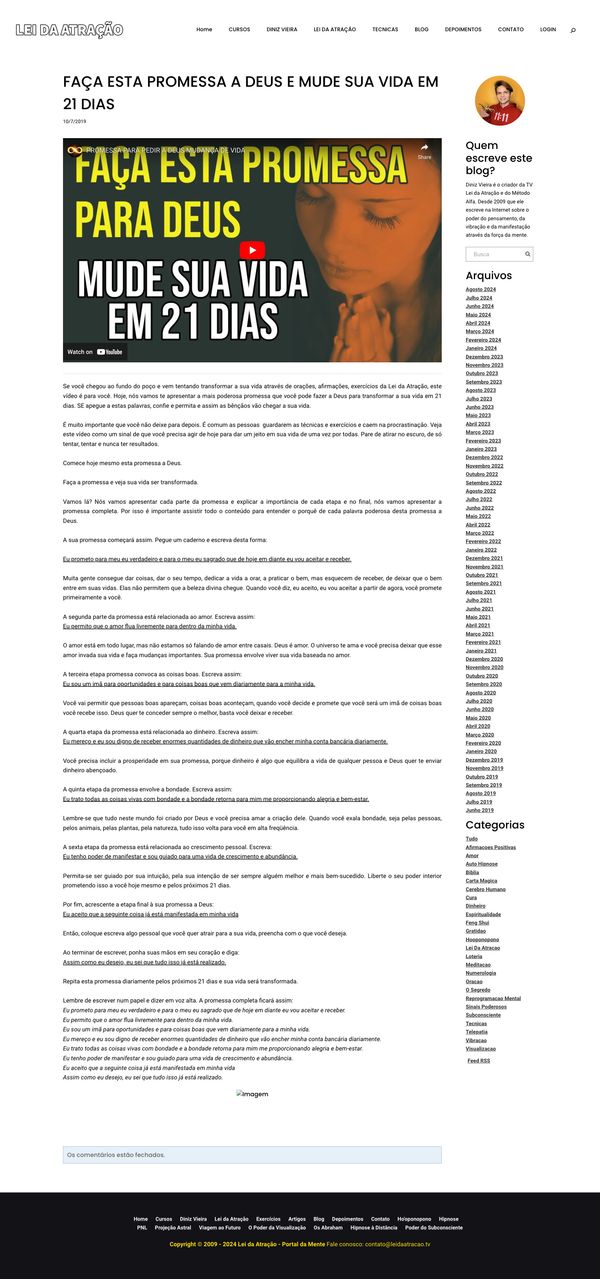 LEI DA ATRAÇÃO
Home CURSOS DINIZ VIEIRA LEI DA ATRAÇÃO TECNICAS BLOG DEPOIMENTOS CONTATO LOGIN
FAÇA ESTA PROMESSA A DEUS E MUDE SUA VIDA EM
21 DIAS
10/7/2019
PROMESSA PARA PEDIR A DEUS MUDANÇA DE VIDA
Share
FAÇA ESTA PROMESSA
PARA DEUS
MUDE SUA VIDA
EM 21 DIAS
Watch on YouTube
Se você chegou ao fundo do poço e vem tentando transformar a sua vida através de orações, afirmações, exercícios da Lei da Atração, este
vídeo é para você. Hoje, nós vamos te apresentar a mais poderosa promessa que você pode fazer a Deus para transformar a sua vida em 21
dias. SE apegue a estas palavras, confie e permita e assim as bênçãos vão chegar a sua vida.
É muito importante que você não deixe para depois. É comum as pessoas guardarem as técnicas e exercícios e caem na procrastinação. Veja
este vídeo como um sinal de que você precisa agir de hoje para dar um jeito em sua vida de uma vez por todas. Pare de atirar no escuro, de só
tentar, tentar e nunca ter resultados.
Comece hoje mesmo esta promessa a Deus.
Faça a promessa e veja sua vida ser transformada.
Vamos lá? Nós vamos apresentar cada parte da promessa e explicar a importância de cada etapa e no final, nós vamos apresentar a
promessa completa. Por isso é importante assistir todo o conteúdo para entender o porquê de cada palavra poderosa desta promessa a
Deus.
A sua promessa começará assim. Pegue um caderno e escreva desta forma:
Eu prometo para meu eu verdadeiro e para o meu eu sagrado que de hoje em diante eu vou aceitar e receber.
Muita gente consegue dar coisas, dar o seu tempo, dedicar a vida a orar, a praticar o bem, mas esquecem de receber, de deixar que o bem
entre em suas vidas. Elas não permitem que a beleza divina chegue. Quando você diz, eu aceito, eu vou aceitar a partir de agora, você promete
primeiramente a você.
A segunda parte da promessa está relacionada ao amor. Escreva assim:
Eu permito que o amor flua livremente para dentro da minha vida.
O amor está em todo lugar, mas não estamos só falando de amor entre casais. Deus é amor. O universo te ama e você precisa deixar que esse
amor invada sua vida e faça mudanças importantes. Sua promessa envolve viver sua vida baseada no amor.
A terceira etapa promessa convoca as coisas boas. Escreva assim:
Eu sou um imã para oportunidades e para coisas boas que vem diariamente para a minha vida.
Você vai permitir que pessoas boas apareçam, coisas boas aconteçam, quando você decide e promete que você será um imã de coisas boas
você recebe isso. Deus quer te conceder sempre o melhor, basta você deixar e receber.
A quarta etapa da promessa está relacionada ao dinheiro. Escreva assim:
Eu mereço e eu sou digno de receber enormes quantidades de dinheiro que vão encher minha conta bancária diariamente.
Você precisa incluir a prosperidade em sua promessa, porque dinheiro é algo que equilibra a vida de qualquer pessoa e Deus quer te enviar
dinheiro abençoado.
A quinta etapa da promessa envolve a bondade. Escreva assim:
Eu trato todas as coisas vivas com bondade e a bondade retorna para mim me proporcionando alegria e bem-estar.
Lembre-se que tudo neste mundo foi criado por Deus e você precisa amar a criação dele. Quando você exala bondade, seja pelas pessoas,
pelos animais, pelas plantas, pela natureza, tudo isso volta para você em alta freqüência.
A sexta etapa da promessa está relacionada ao crescimento pessoal. Escreva:
Eu tenho poder de manifestar e sou guiado para uma vida de crescimento e abundância.
Permita-se ser guiado por sua intuição, pela sua intenção de ser sempre alguém melhor e mais bem-sucedido. Liberte o seu poder interior
prometendo isso a você hoje mesmo e pelos próximos 21 dias.
Por fim, acrescente a etapa final à sua promessa a Deus:
Eu aceito que a seguinte coisa já está manifestada em minha vida
Então, coloque escreva algo pessoal que você quer atrair para a sua vida, preencha com o que você deseja.
Ao terminar de escrever, ponha suas mãos em seu coração e diga:
Assim como eu desejo, eu sei que tudo isso já está realizado.
Repita esta promessa diariamente pelos próximos 21 dias e sua vida será transformada.
Lembre de escrever num papel e dizer em voz alta. A promessa completa ficará assim:
Eu prometo para meu eu verdadeiro e para o meu eu sagrado que de hoje em diante eu vou aceitar e receber.
Eu permito que o amor flua livremente para dentro da minha vida.
Eu sou um imã para oportunidades e para coisas boas que vem diariamente para a minha vida.
Eu mereço e eu sou digno de receber enormes quantidades de dinheiro que vão encher minha conta bancária diariamente.
Eu trato todas as coisas vivas com bondade e a bondade retorna para mim me proporcionando alegria e bem-estar.
Eu tenho poder de manifestar e sou guiado para uma vida de crescimento e abundância.
Eu aceito que a seguinte coisa já está manifestada em minha vida
Assim como eu desejo, eu sei que tudo isso já está realizado.
Imagem
Os comentários estão fechados.
11:11
Quem
escreve este
blog?
Diniz Vieira é o criador da TV
Lei da Atração e do Método
Alfa. Desde 2009 que ele
escreve na Internet sobre o
poder do pensamento, da
vibração e da manifestação
através da força da mente.
Busca
Arquivos
Agosto 2024
Julho 2024
Junho 2024
Maio 2024
Abril 2024
Março 2024
Fevereiro 2024
Janeiro 2024
Dezembro 2023
Novembro 2023
Outubro 2023
Setembro 2023
Agosto 2023
Julho 2023
Junho 2023
Maio 2023
Abril 2023
Março 2023
Fevereiro 2023
Janeiro 2023
Dezembro 2022
Novembro 2022
Outubro 2022
Setembro 2022
Agosto 2022
Julho 2022
Junho 2022
Maio 2022
Abril 2022
Março 2022
Fevereiro 2022
Janeiro 2022
Dezembro 2021
Novembro 2021
Outubro 2021
Setembro 2021
Agosto 2021
Julho 2021
Junho 2021
Maio 2021
Abril 2021
Março 2021
Fevereiro 2021
Janeiro 2021
Dezembro 2020
Novembro 2020
Outubro 2020
Setembro 2020
Agosto 2020
Julho 2020
Junho 2020
Maio 2020
Abril 2020
Março 2020
Fevereiro 2020
Janeiro 2020
Dezembro 2019
Novembro 2019
Outubro 2019
Setembro 2019
Agosto 2019
Julho 2019
Junho 2019
Categorias
Tudo
Afirmacoes Positivas
Amor
Auto Hipnose
Bíblia
Carta Magica
Cerebro Humano
Cura
Dinheiro
Espiritualidade
Feng Shui
Gratidao
Hooponopono
Lei Da Atracao
Loteria
Meditacao
Numerologia
Oracao
O Segredo
Reprogramacao Mental
Sinais Poderosos
Subconsciente
Tecnicas
Telepatia
Vibracao
Visualizacao
Feed RSS
Home Cursos Diniz Vieira Lei da Atração Exercícios Artigos Blog Depoimentos Contato Ho'oponopono Hipnose
PNL Projeção Astral Viagem ao Futuro O Poder da Visualização Os Abraham Hipnose à Distância Poder do Subconsciente
Copyright © 2009 - 2024 Lei da Atração - Portal da Mente Fale conosco: contato@leidaatracao.tv